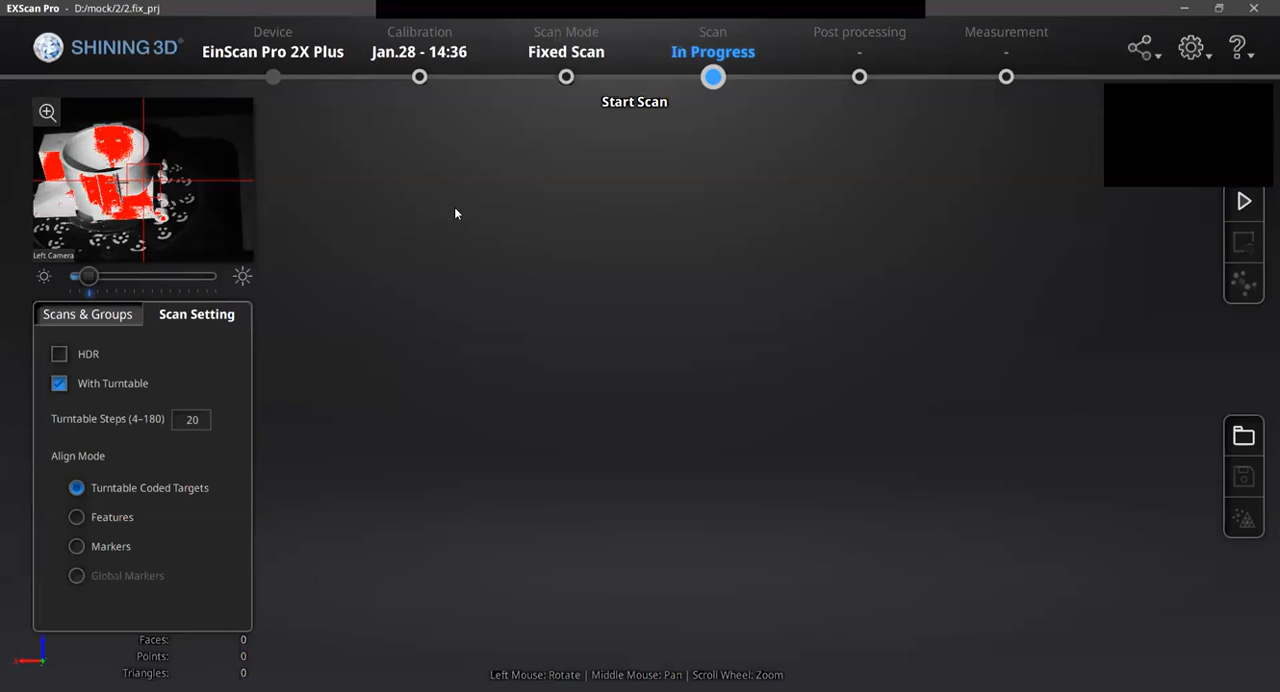 EXScan Pro - D:/mock/2/2.fix_prj
SHINING 3D®
Device
EinScan Pro 2X Plus
Calibration
Jan.28 - 14:36
Scan Mode
Fixed Scan
Scan
In Progress
Post processing
-
Measurement
-
Start Scan
Left Camera
Scans & Groups
Scan Setting
HDR
With Turntable
Turntable Steps (4-180) 20
Align Mode
Turntable Coded Targets
Features
Markers
Global Markers
Faces: 0
Points: 0
Triangles: 0
Left Mouse: Rotate | Middle Mouse: Pan | Scroll Wheel: Zoom